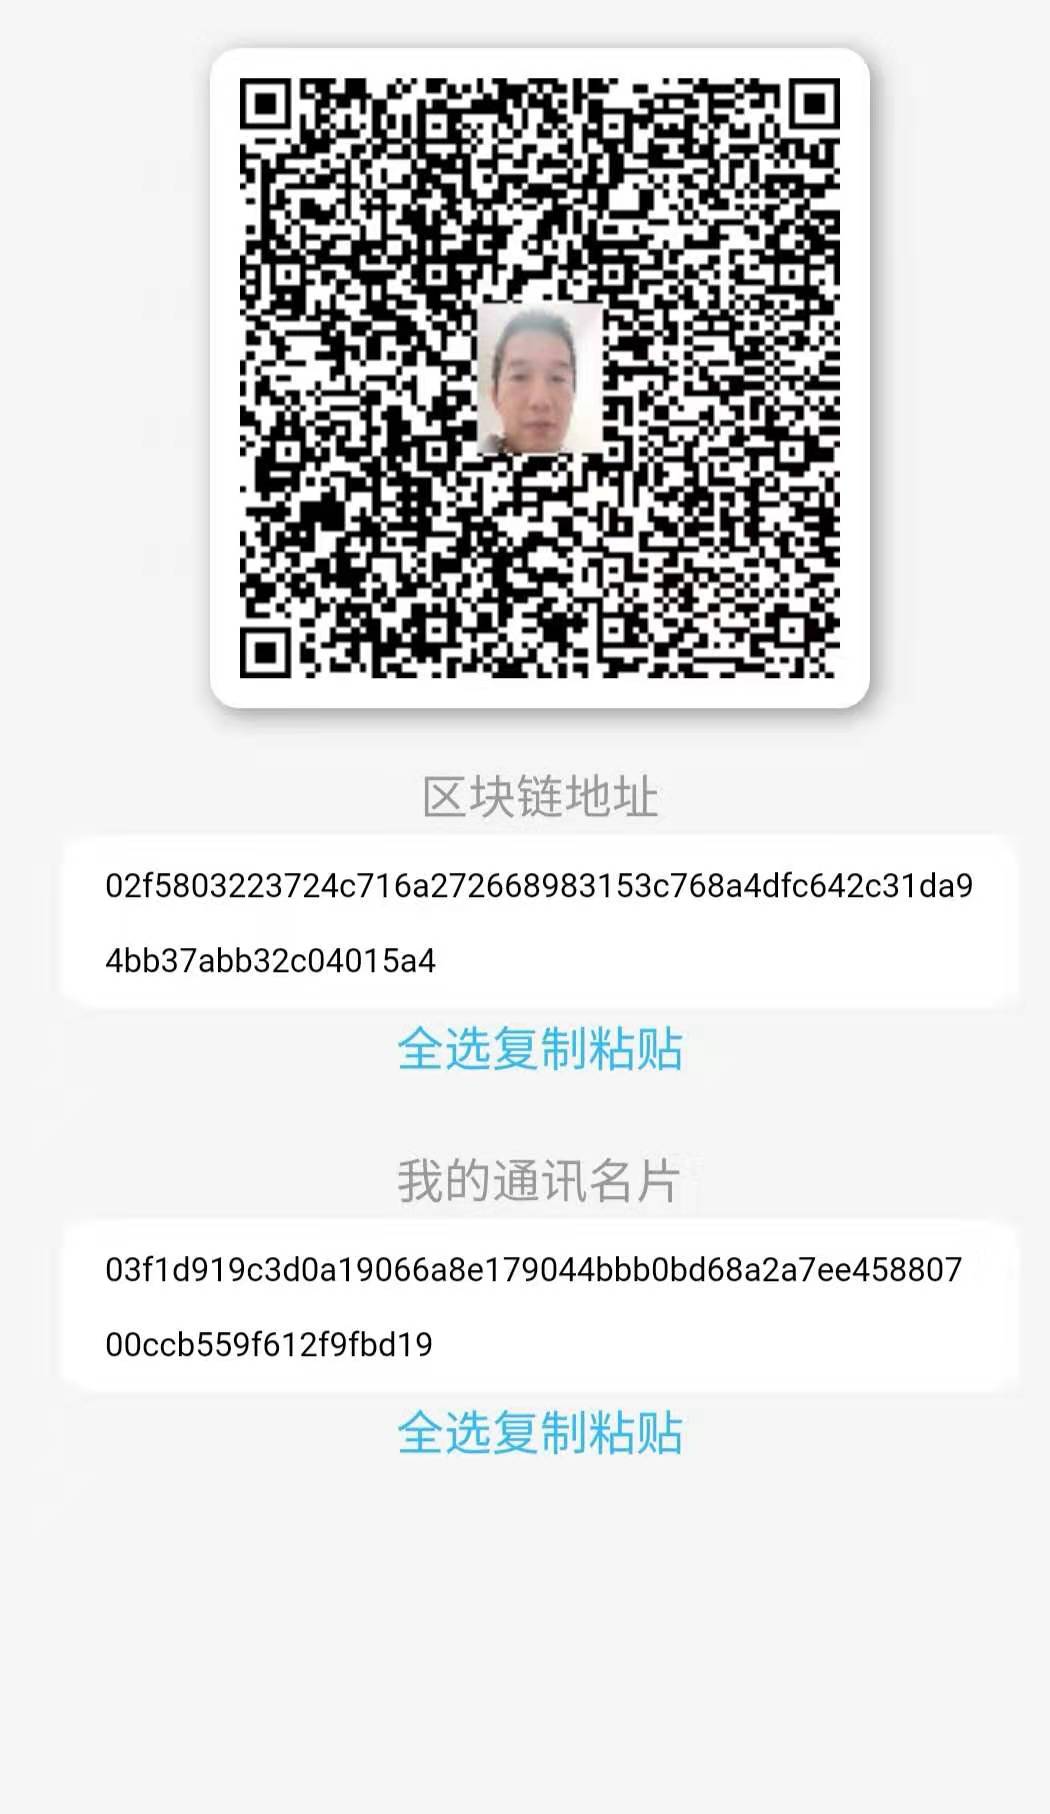 区块链地址
02f5803223724c716a272668983153c768a4dfc642c31da9
4bb37abb32c04015a4
全选复制粘贴
我的通讯名片
03f1d919c3d0a19066a8e179044bbb0bd68a2a7ee458807
00ccb559f612f9fbd19
全选复制粘贴